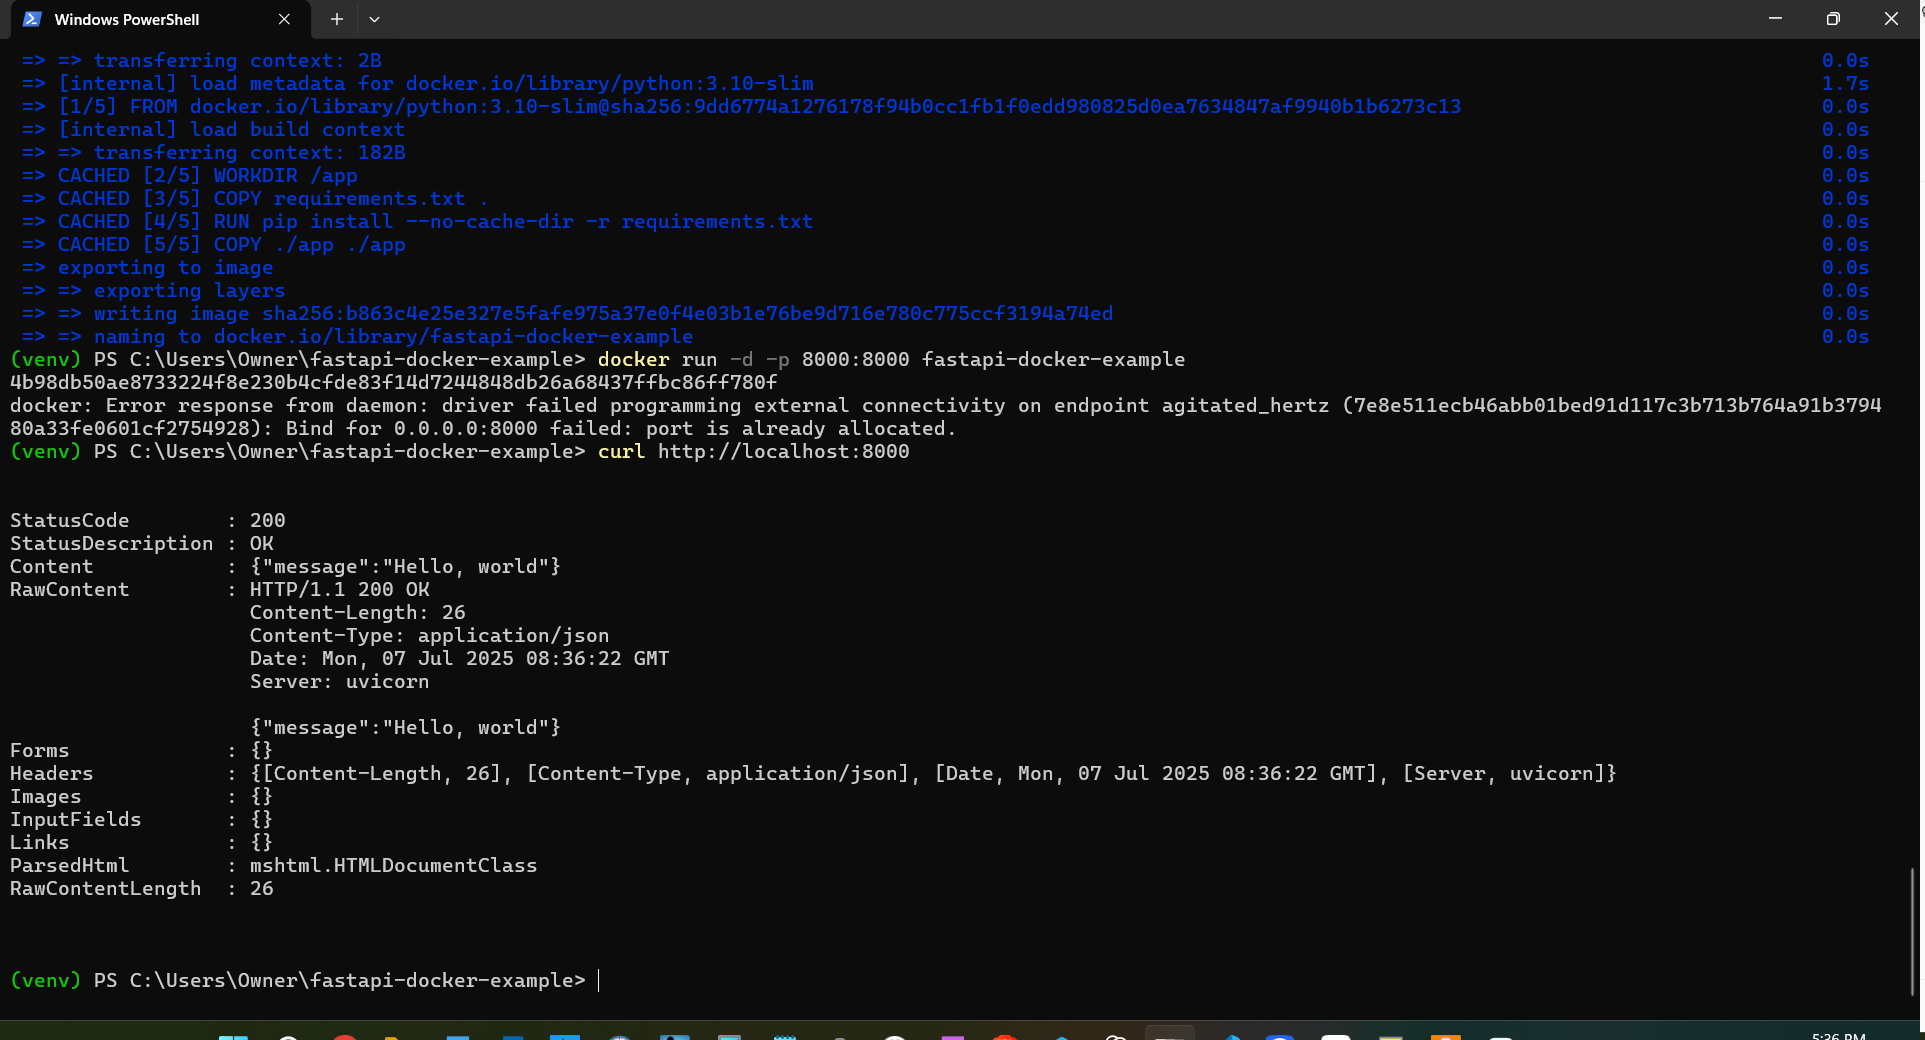 Windows PowerShell
=> => transferring context: 2B 0.0s
=> [internal] load metadata for docker.io/library/python:3.10-slim 1.7s
=> [1/5] FROM docker.io/library/python:3.10-slim@sha256:9dd6774a1276178f94b0cc1fb1f0edd980825d0ea7634847af9940b1b6273c13 0.0s
=> [internal] load build context 0.0s
=> => transferring context: 182B 0.0s
=> CACHED [2/5] WORKDIR /app 0.0s
=> CACHED [3/5] COPY requirements.txt . 0.0s
=> CACHED [4/5] RUN pip install --no-cache-dir -r requirements.txt 0.0s
=> CACHED [5/5] COPY ./app ./app 0.0s
=> exporting to image 0.0s
=> => exporting layers 0.0s
=> => writing image sha256:b863c4e25e327e5fafe975a37e0f4e03b1e76be9d716e780c775ccf3194a74ed 0.0s
=> => naming to docker.io/library/fastapi-docker-example 0.0s
(venv) PS C:\Users\Owner\fastapi-docker-example> docker run -d -p 8000:8000 fastapi-docker-example
4b98db50ae8733224f8e230b4cfde83f14d7244848db26a68437ffbc86ff780f
docker: Error response from daemon: driver failed programming external connectivity on endpoint agitated_hertz (7e8e511ecb46abb01bed91d117c3b713b764a91b3794
80a33fe0601cf2754928): Bind for 0.0.0.0:8000 failed: port is already allocated.
(venv) PS C:\Users\Owner\fastapi-docker-example> curl http://localhost:8000
StatusCode : 200
StatusDescription : OK
Content : {"message":"Hello, world"}
RawContent : HTTP/1.1 200 OK
Content-Length: 26
Content-Type: application/json
Date: Mon, 07 Jul 2025 08:36:22 GMT
Server: uvicorn
{"message":"Hello, world"}
Forms : {}
Headers : {[Content-Length, 26], [Content-Type, application/json], [Date, Mon, 07 Jul 2025 08:36:22 GMT], [Server, uvicorn]}
Images : {}
InputFields : {}
Links : {}
ParsedHtml : mshtml.HTMLDocumentClass
RawContentLength : 26
(venv) PS C:\Users\Owner\fastapi-docker-example>
5:36 PM